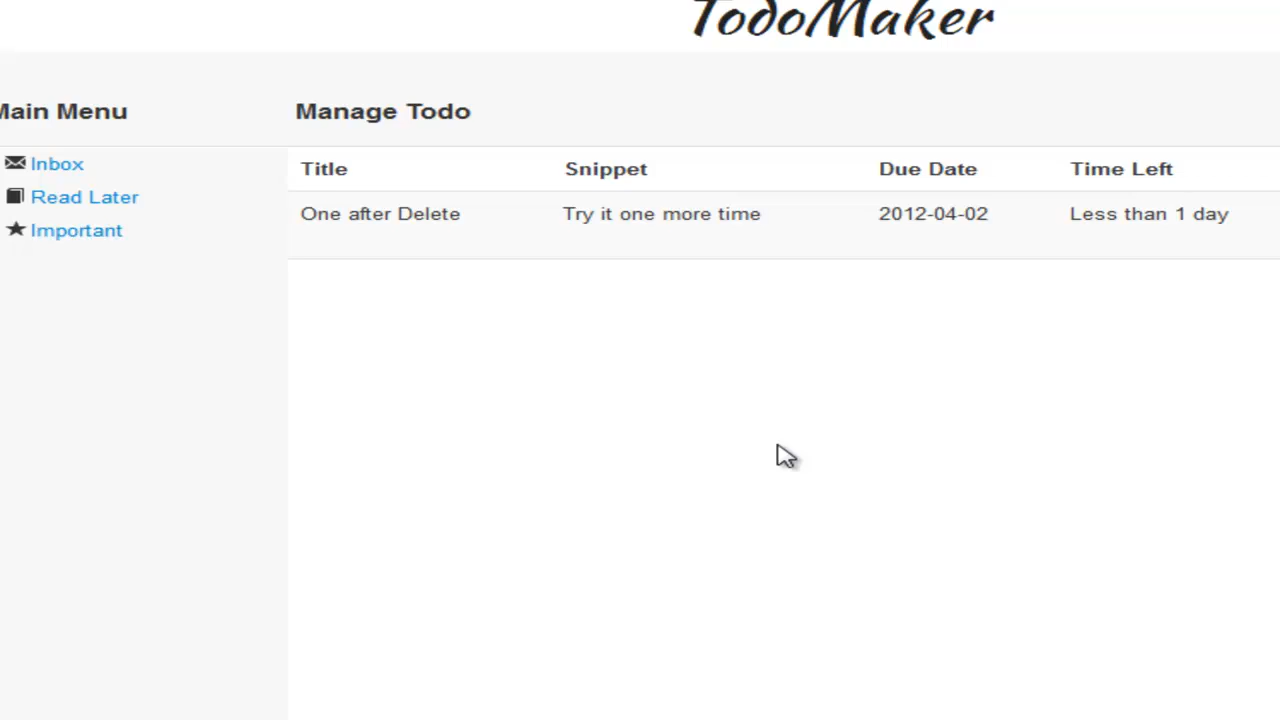 TodoMaker
Main Menu
Manage Todo
Inbox
Read Later
Important
Title Snippet Due Date Time Left
One after Delete Try it one more time 2012-04-02 Less than 1 day